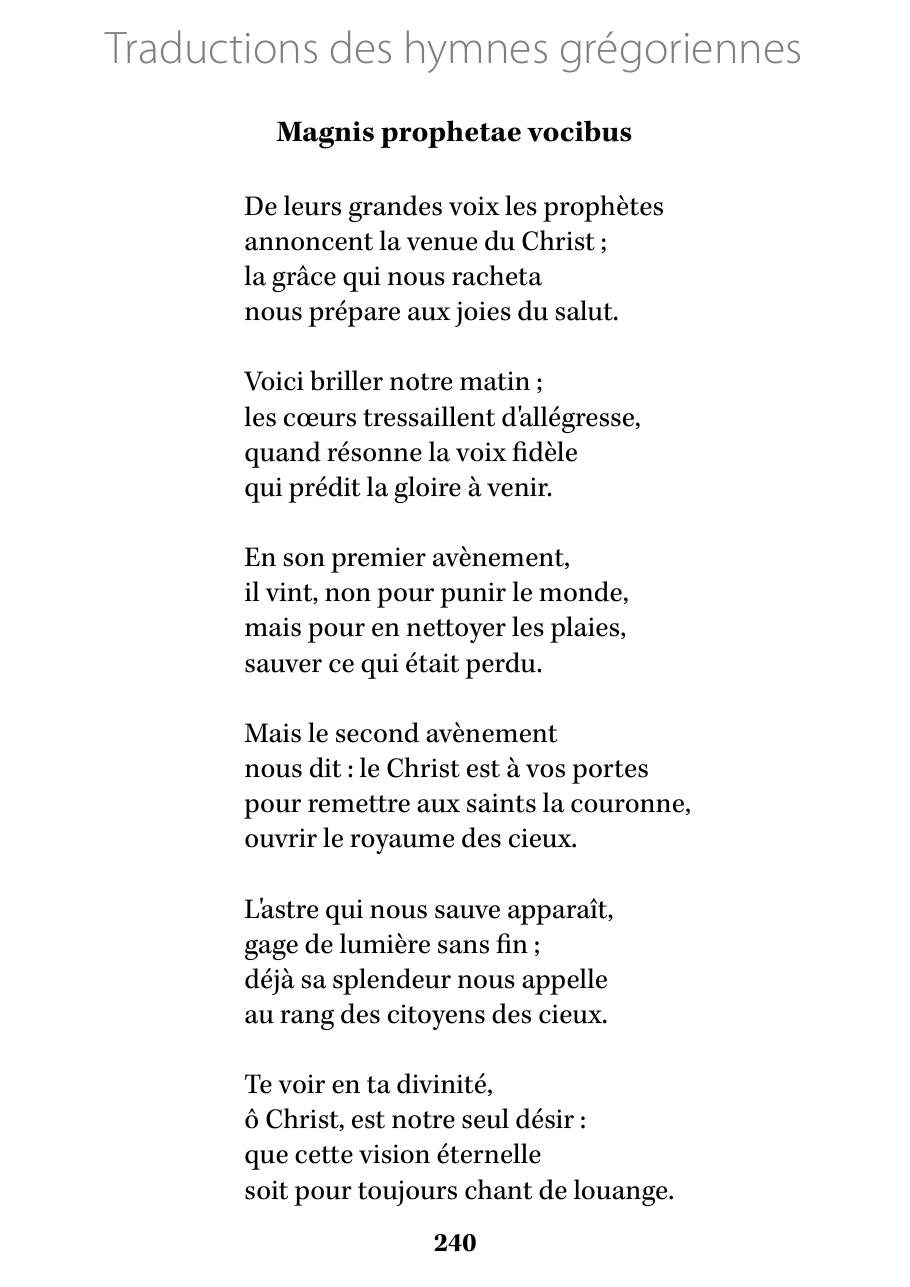 Traductions des hymnes grégoriennes
Magnis prophetae vocibus
De leurs grandes voix les prophètes
annoncent la venue du Christ ;
la grâce qui nous racheta
nous prépare aux joies du salut.
Voici briller notre matin ;
les cœurs tressaillent d'allégresse,
quand résonne la voix fidèle
qui prédit la gloire à venir.
En son premier avènement,
il vint, non pour punir le monde,
mais pour en nettoyer les plaies,
sauver ce qui était perdu.
Mais le second avènement
nous dit : le Christ est à vos portes
pour remettre aux saints la couronne,
ouvrir le royaume des cieux.
L'astre qui nous sauve apparaît,
gage de lumière sans fin ;
déjà sa splendeur nous appelle
au rang des citoyens des cieux.
Te voir en ta divinité,
ô Christ, est notre seul désir :
que cette vision éternelle
soit pour toujours chant de louange.
240